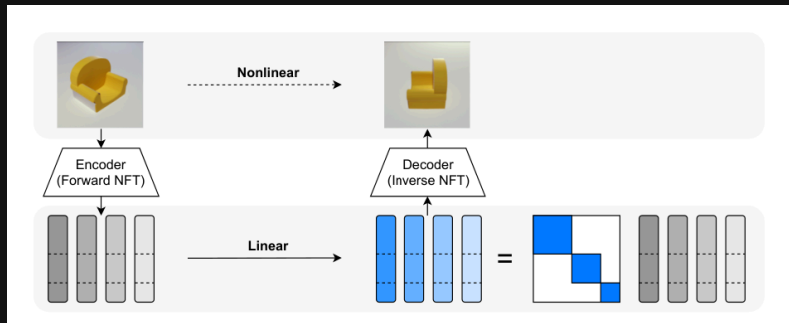 Nonlinear
Encoder
(Forward NFT)
Decoder
(Inverse NFT)
Linear
=